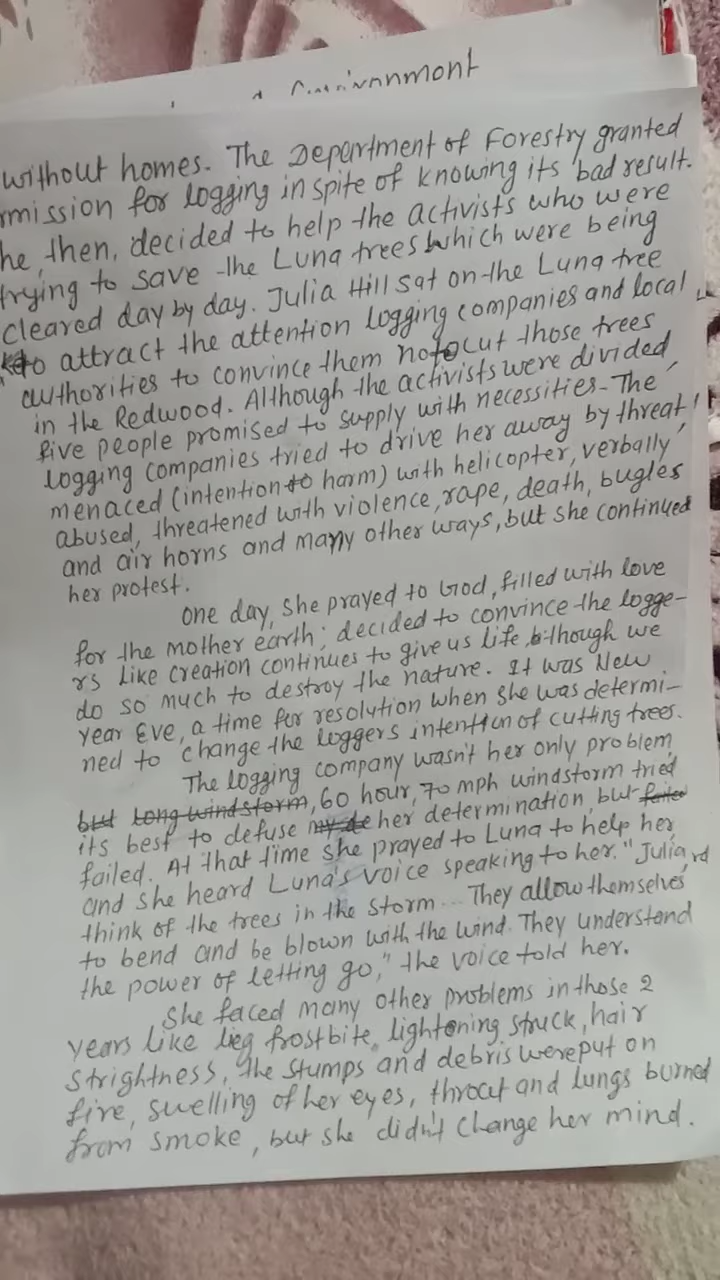 without homes. The Department of Forestry granted
mission for logging in spite of knowing its bad result.
he, then, decided to help the activists who were
trying to save the Luna trees which were being
cleared day by day. Julia Hill sat on the Luna tree
to attract the attention logging companies and local
authorities to convince them not to cut those trees
in the Redwood. Although the activists were divided,
five people promised to supply with necessities. The
logging companies tried to drive her away by threat,
menaced (intention to harm) with helicopter, verbally
abused, threatened with violence, rape, death, bugles
and air horns and many other ways, but she continued
her protest.
One day, she prayed to God, filled with love
for the mother earth; decided to convince the logge-
rs like creation continues to give us life though we
do so much to destroy the nature. It was New
year Eve, a time for resolution when she was determi-
ned to change the loggers intention of cutting trees.
The logging company wasn't her only problem
but long windstorm, 60 hour, 70 mph windstorm tried
its best to defuse her determination but failed
failed. At that time she prayed to Luna to help her
and she heard Luna's voice speaking to her. "Julia,
think of the trees in the storm... They allow themselves
to bend and be blown with the wind. They understand
the power of letting go," the voice told her.
She faced many other problems in those 2
years like leg frostbite, lightening struck, hair
strightness, the stumps and debris were put on
fire, swelling of her eyes, throat and lungs burned
from smoke, but she didn't change her mind.